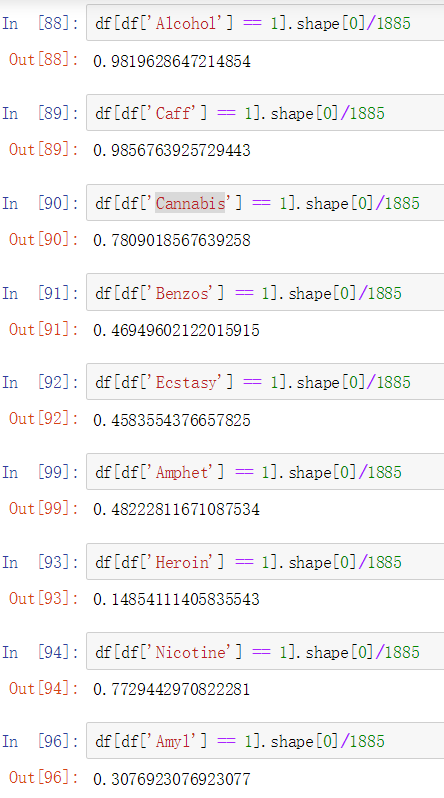 In [88]: df[df['Alcohol'] == 1].shape[0]/1885
Out[88]: 0.9819628647214854
In [89]: df[df['Caff'] == 1].shape[0]/1885
Out[89]: 0.9856763925729443
In [90]: df[df['Cannabis'] == 1].shape[0]/1885
Out[90]: 0.7809018567639258
In [91]: df[df['Benzos'] == 1].shape[0]/1885
Out[91]: 0.46949602122015915
In [92]: df[df['Ecstasy'] == 1].shape[0]/1885
Out[92]: 0.4583554376657825
In [99]: df[df['Amphet'] == 1].shape[0]/1885
Out[99]: 0.48222811671087534
In [93]: df[df['Heroin'] == 1].shape[0]/1885
Out[93]: 0.14854111405835543
In [94]: df[df['Nicotine'] == 1].shape[0]/1885
Out[94]: 0.7729442970822281
In [96]: df[df['Amyl'] == 1].shape[0]/1885
Out[96]: 0.3076923076923077